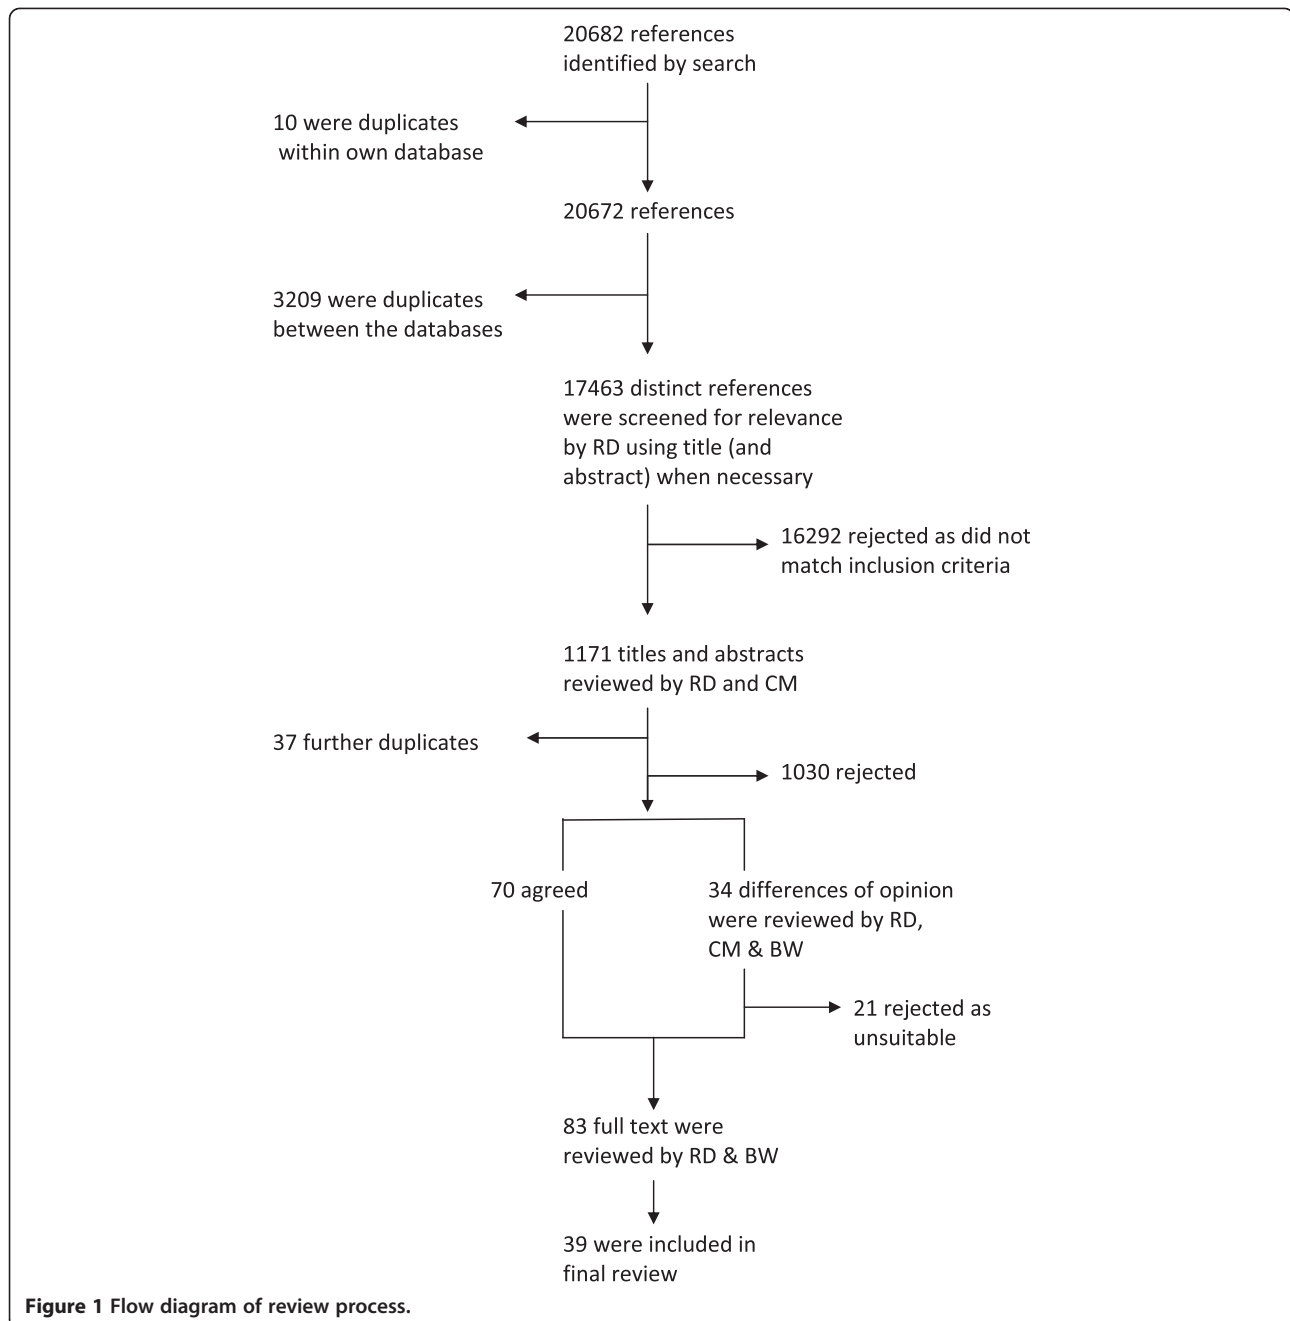 20682 references
identified by search
10 were duplicates
within own database
20672 references
3209 were duplicates
between the databases
17463 distinct references
were screened for relevance
by RD using title (and
abstract) when necessary
16292 rejected as did not
match inclusion criteria
1171 titles and abstracts
reviewed by RD and CM
37 further duplicates
1030 rejected
70 agreed
34 differences of opinion
were reviewed by RD,
CM & BW
21 rejected as
unsuitable
83 full text were
reviewed by RD & BW
39 were included in
final review
Figure 1 Flow diagram of review process.